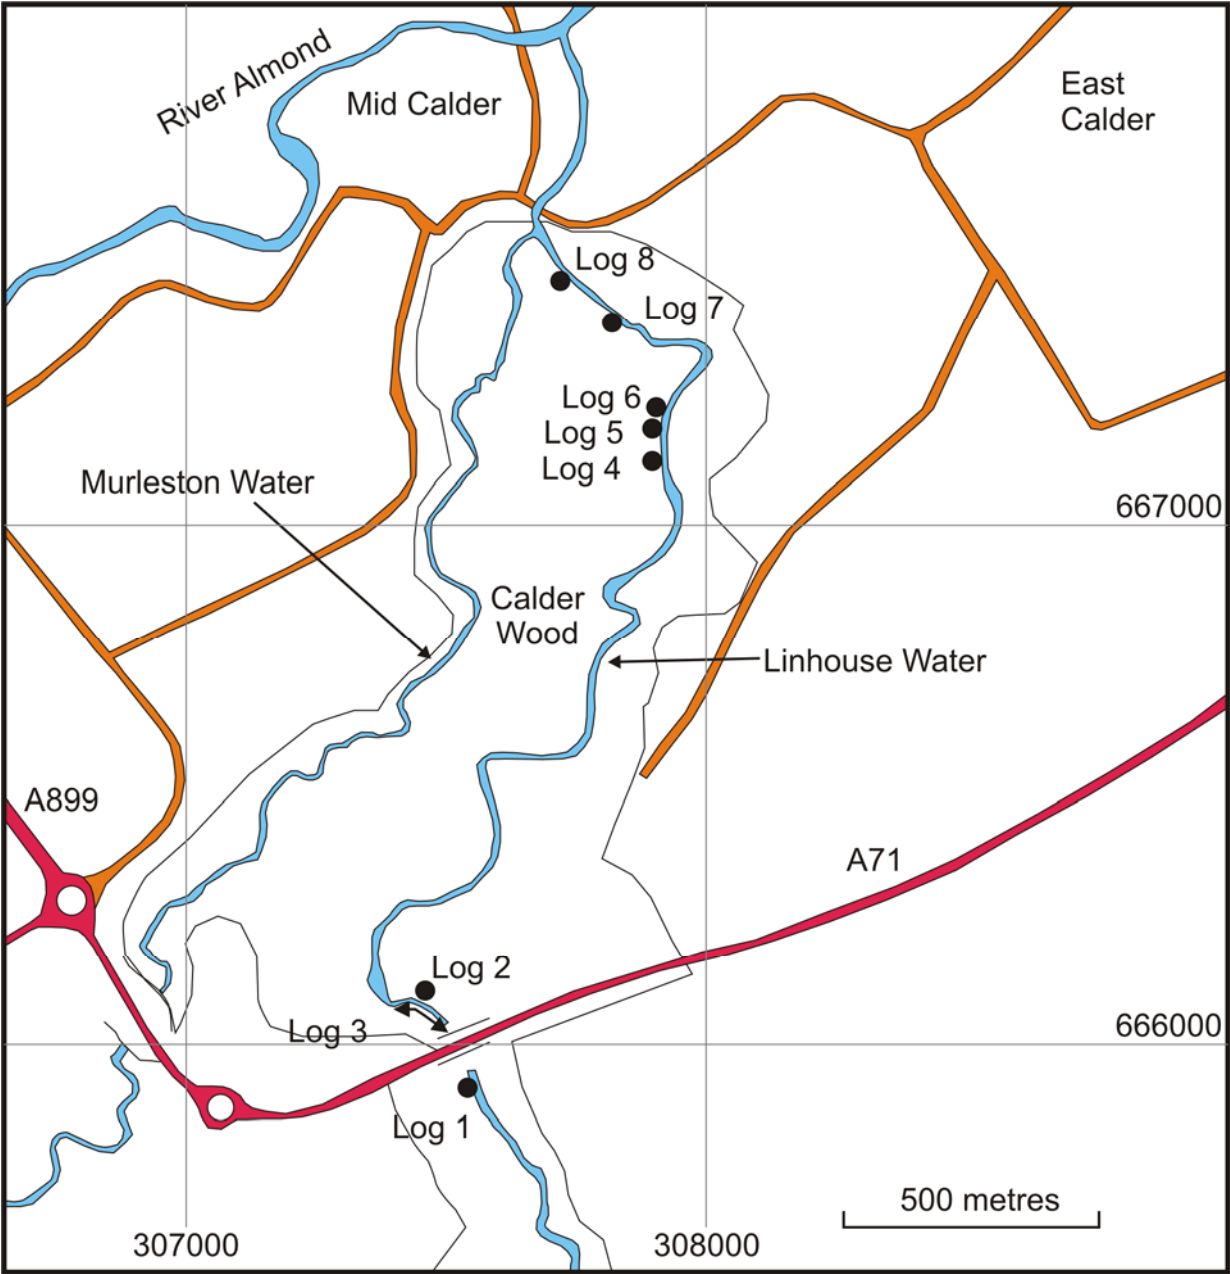 River Almond
Mid Calder
East
Calder
Log 8
Log 7
Log 6
Log 5
Log 4
Murleston Water
667000
Calder
Wood
Linhouse Water
A899
A71
Log 2
Log 3
666000
Log 1
500 metres
307000
308000